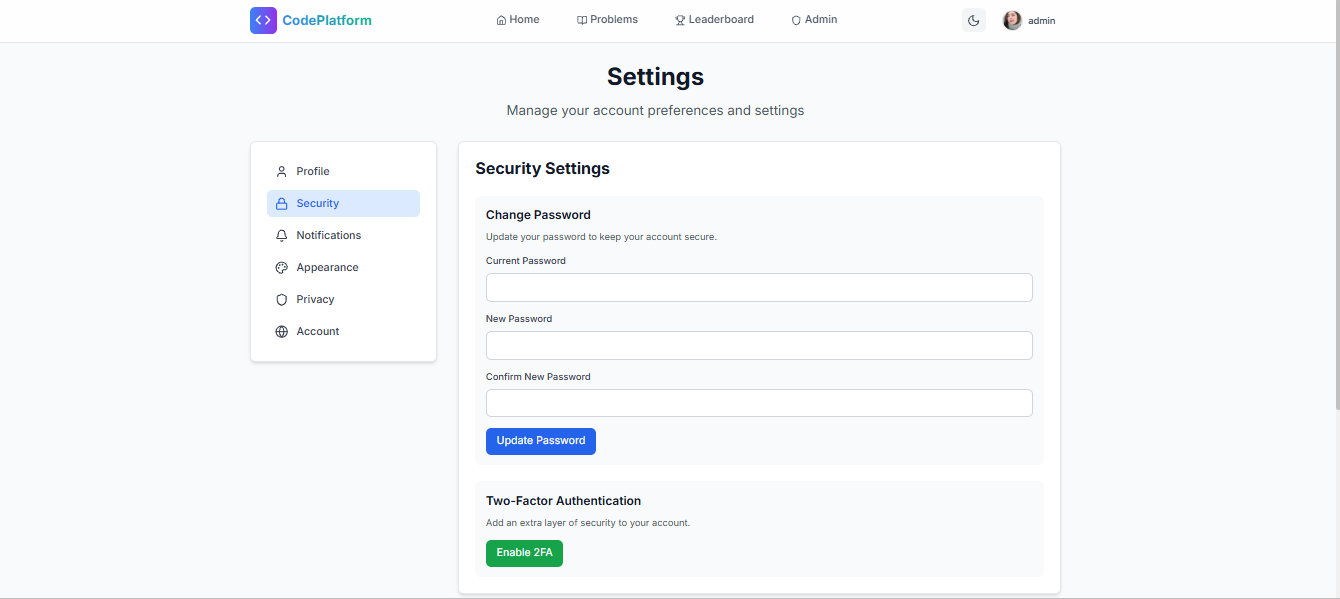 CodePlatform
Home
Problems
Leaderboard
Admin
admin
Settings
Manage your account preferences and settings
Profile
Security
Notifications
Appearance
Privacy
Account
Security Settings
Change Password
Update your password to keep your account secure.
Current Password
New Password
Confirm New Password
Update Password
Two-Factor Authentication
Add an extra layer of security to your account.
Enable 2FA